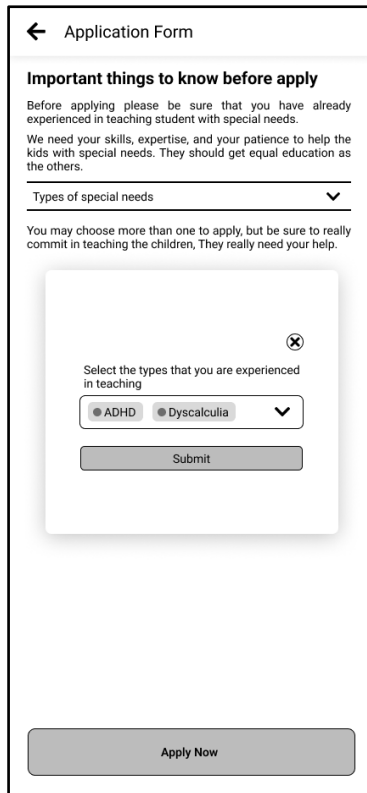 Application Form
Important things to know before apply
Before applying please be sure that you have already
experienced in teaching student with special needs.
We need your skills, expertise, and your patience to help the
kids with special needs. They should get equal education as
the others.
Types of special needs
You may choose more than one to apply, but be sure to really
commit in teaching the children, They really need your help.
Select the types that you are experienced
in teaching
ADHD Dyscalculia
Submit
Apply Now